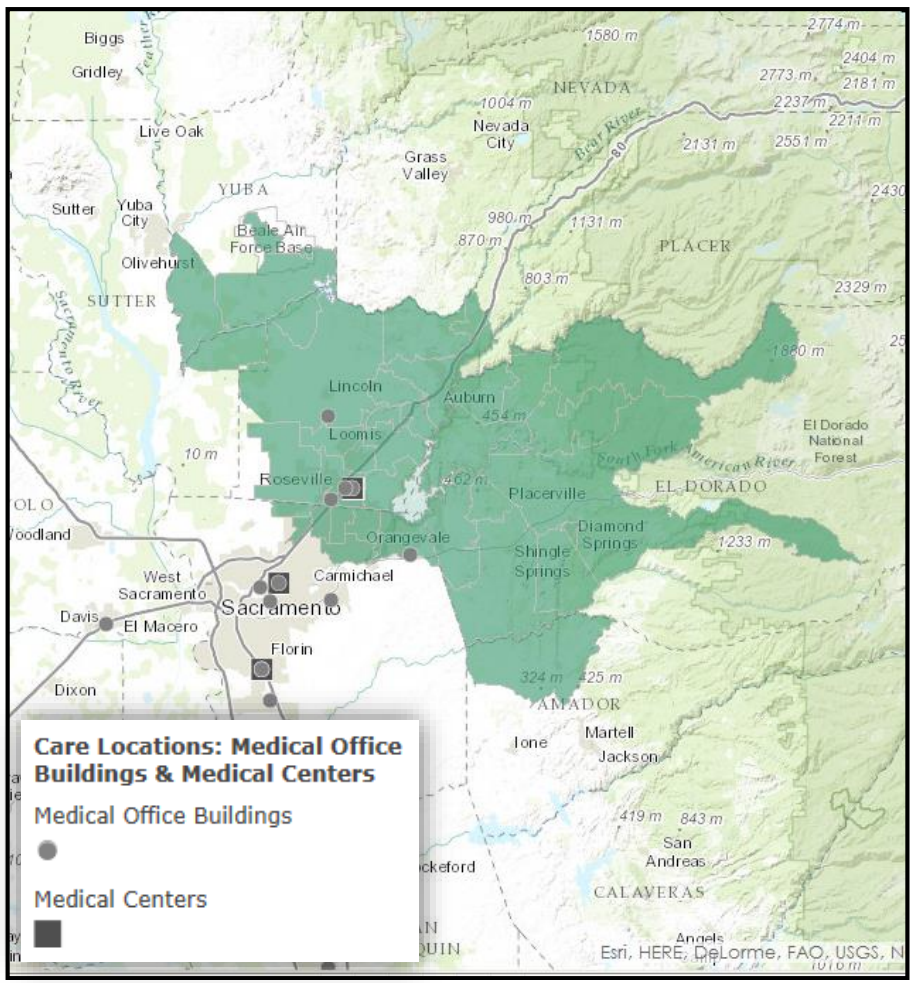 Biggs
Gridley
Feather
1580 m
2774 m
2404 m
2773 m
2181 m
NEVADA
2237 m
1004 m
2211 m
Live Oak
Nevada
City
Bear River
80
2131 m
2551 m
Grass
Valley
YUBA
2430
Sutter
Yuba
City
980 m
1131 m
Beale Air
Force Base
870 m
PLACER
Olivehurst
803 m
SUTTER
2329 m
Sacramento River
1880 m
Lincoln
Auburn
454 m
Loomis
El Dorado
National
Forest
10 m
South Fork American River
Roseville
462 m
Placerville
EL DORADO
OLO
Diamond
Springs
Orangevale
1233 m
Shingle
Springs
West
Sacramento
Carmichael
Sacramento
Davis
El Macero
Florin
324 m
425 m
Dixon
AMADOR
Ione
Martell
Jackson
Care Locations: Medical Office
Buildings & Medical Centers
Medical Office Buildings
Medical Centers
419 m
843 m
San
Andreas
ckeford
CALAVERAS
AN
QUIN
Angels
Esri, HERE, DeLorme, FAO, USGS, N
1016 m